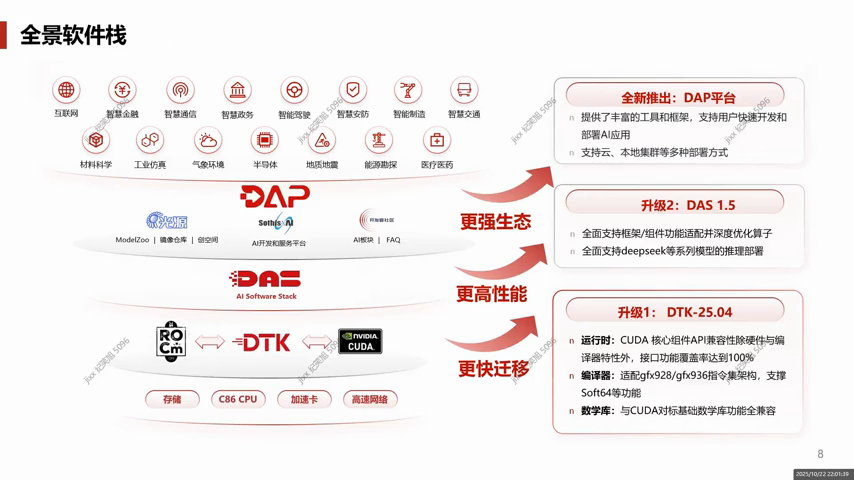 全景软件栈
互联网 智慧金融 智慧通信 智慧政务 智能驾驶 智慧安防 智能制造 智慧交通
材料科学 工业仿真 气象环境 半导体 地质地震 能源勘探 医疗医药
DAP
光源 SothisAI 开发者社区
ModelZoo | 镜像仓库 | 创空间 AI开发和服务平台 AI板块 | FAQ
DAS
AI Software Stack
ROCm DTK NVIDIA CUDA
存储 C86 CPU 加速卡 高速网络
更强生态
更高性能
更快迁移
全新推出：DAP平台
n 提供了丰富的工具和框架，支持用户快速开发和
部署AI应用
n 支持云、本地集群等多种部署方式
升级2：DAS 1.5
n 全面支持框架/组件功能适配并深度优化算子
n 全面支持deepseek等系列模型的推理部署
升级1： DTK-25.04
n 运行时：CUDA 核心组件API兼容性除硬件与编
译器特性外，接口功能覆盖率达到100%
n 编译器：适配gfx928/gfx936指令集架构，支撑
Soft64等功能
n 数学库：与CUDA对标基础数学库功能全兼容
8
2025/10/22 22:01:39